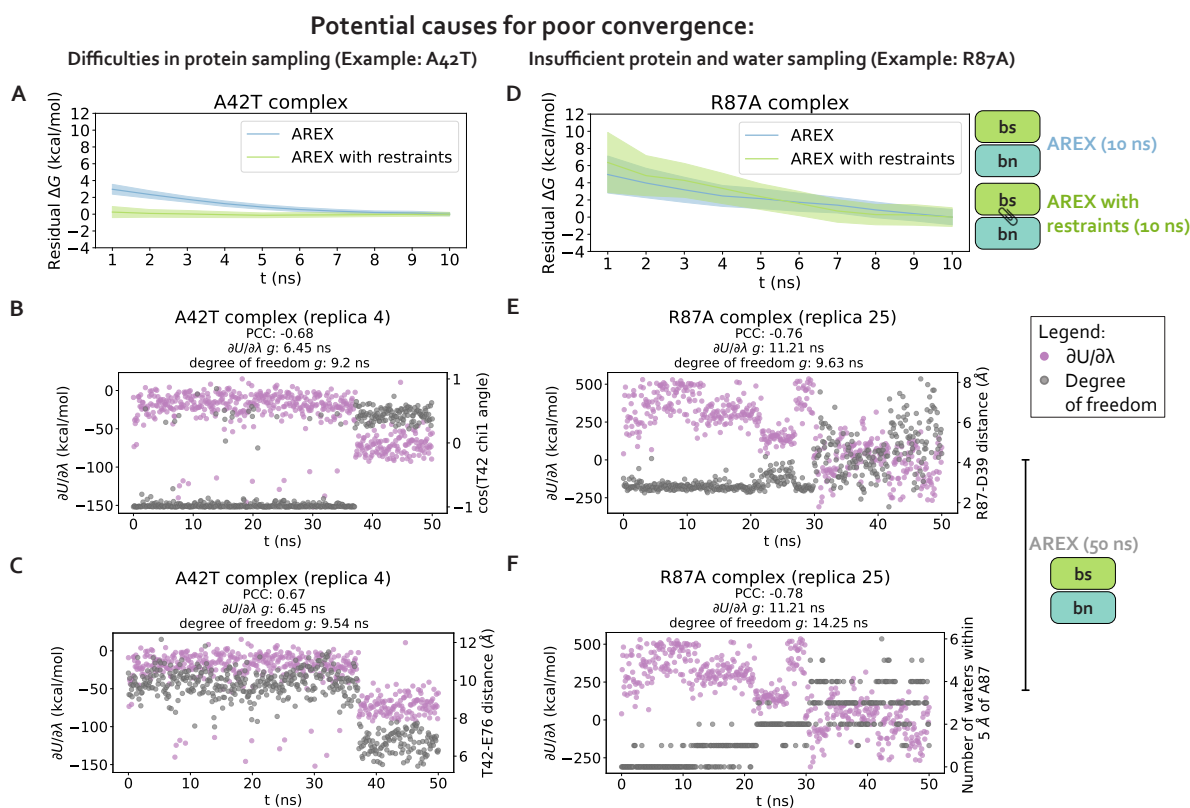 Potential causes for poor convergence:
Difficulties in protein sampling (Example: A42T)
Insufficient protein and water sampling (Example: R87A)
A
A42T complex
Residual ΔG (kcal/mol)
12
10
8
6
4
2
0
−2
−4
AREX
AREX with restraints
1 2 3 4 5 6 7 8 9 10
t (ns)
D
R87A complex
Residual ΔG (kcal/mol)
12
10
8
6
4
2
0
−2
−4
AREX
AREX with restraints
1 2 3 4 5 6 7 8 9 10
t (ns)
bs
bn
AREX (10 ns)
bs
bn
AREX with
restraints (10 ns)
B
A42T complex (replica 4)
PCC: -0.68
∂U/∂λ g: 6.45 ns
degree of freedom g: 9.2 ns
∂U/∂λ (kcal/mol)
0
−50
−100
−150
cos(T42 chi1 angle)
1
0
−1
0 10 20 30 40 50
t (ns)
E
R87A complex (replica 25)
PCC: -0.76
∂U/∂λ g: 11.21 ns
degree of freedom g: 9.63 ns
∂U/∂λ (kcal/mol)
500
250
0
−250
R87-D39 distance (Å)
8
6
4
2
0 10 20 30 40 50
t (ns)
Legend:
∂U/∂λ
Degree
of freedom
C
A42T complex (replica 4)
PCC: 0.67
∂U/∂λ g: 6.45 ns
degree of freedom g: 9.54 ns
∂U/∂λ (kcal/mol)
0
−50
−100
−150
T42-E76 distance (Å)
12
10
8
6
0 10 20 30 40 50
t (ns)
F
R87A complex (replica 25)
PCC: -0.78
∂U/∂λ g: 11.21 ns
degree of freedom g: 14.25 ns
∂U/∂λ (kcal/mol)
500
250
0
−250
Number of waters within
5 Å of A87
6
4
2
0
0 10 20 30 40 50
t (ns)
AREX (50 ns)
bs
bn